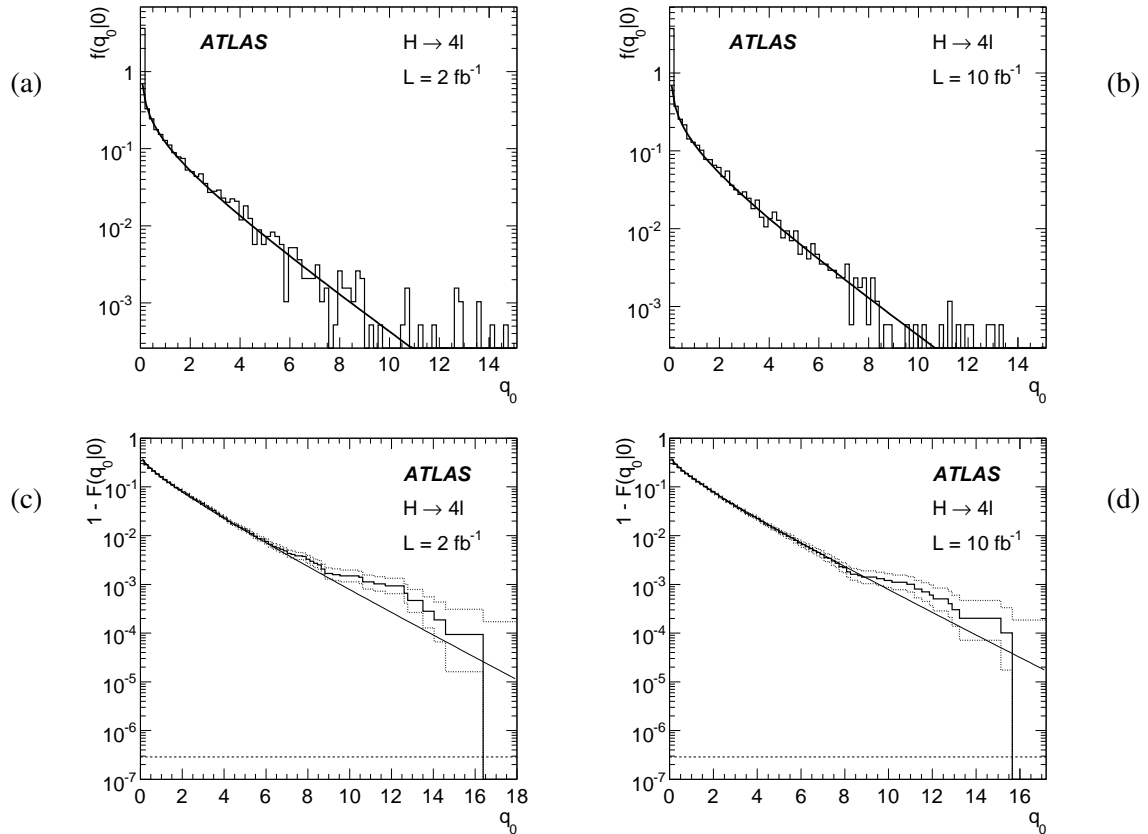 (a)
f(q₀|0)
ATLAS
H → 4l
L = 2 fb⁻¹
1
10⁻¹
10⁻²
10⁻³
0 2 4 6 8 10 12 14
q₀
(b)
f(q₀|0)
ATLAS
H → 4l
L = 10 fb⁻¹
1
10⁻¹
10⁻²
10⁻³
0 2 4 6 8 10 12 14
q₀
(c)
1 - F(q₀|0)
ATLAS
H → 4l
L = 2 fb⁻¹
1
10⁻¹
10⁻²
10⁻³
10⁻⁴
10⁻⁵
10⁻⁶
10⁻⁷
0 2 4 6 8 10 12 14 16 18
q₀
(d)
1 - F(q₀|0)
ATLAS
H → 4l
L = 10 fb⁻¹
1
10⁻¹
10⁻²
10⁻³
10⁻⁴
10⁻�5
10⁻⁶
10⁻⁷
0 2 4 6 8 10 12 14 16
q₀